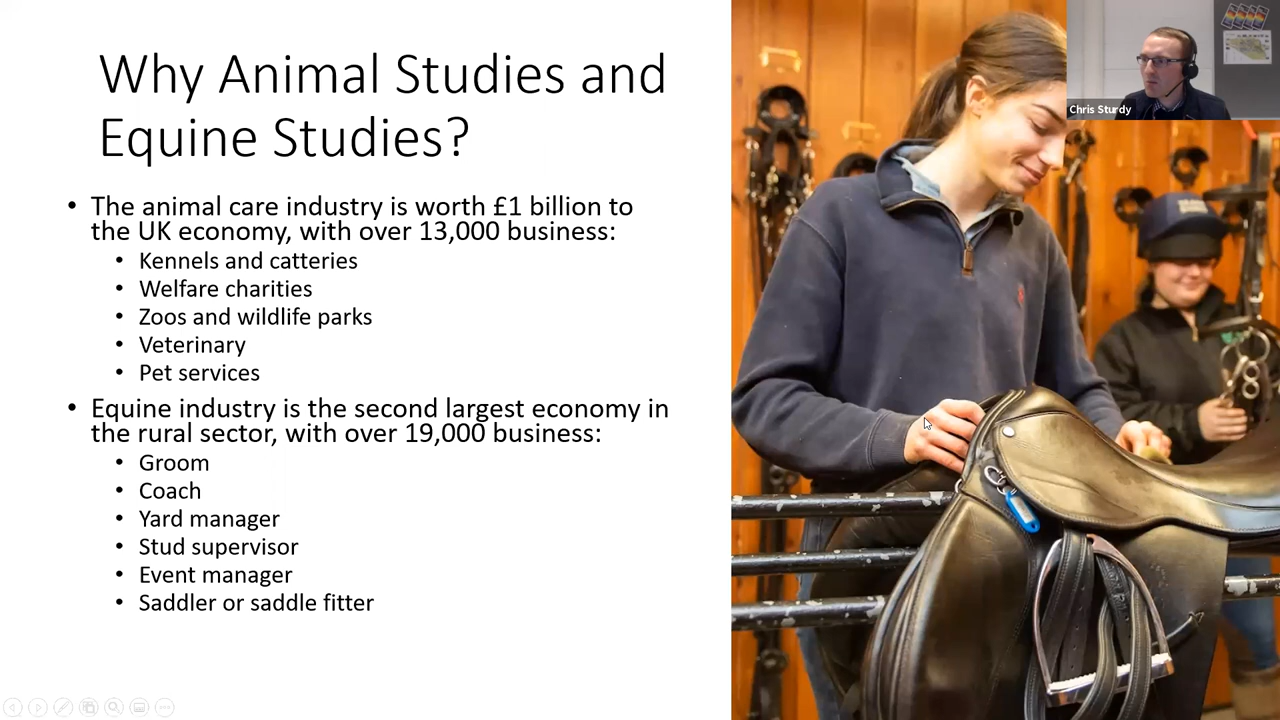 Why Animal Studies and
Equine Studies?
• The animal care industry is worth £1 billion to
the UK economy, with over 13,000 business:
• Kennels and catteries
• Welfare charities
• Zoos and wildlife parks
• Veterinary
• Pet services
• Equine industry is the second largest economy in
the rural sector, with over 19,000 business:
• Groom
• Coach
• Yard manager
• Stud supervisor
• Event manager
• Saddler or saddle fitter
Chris Sturdy